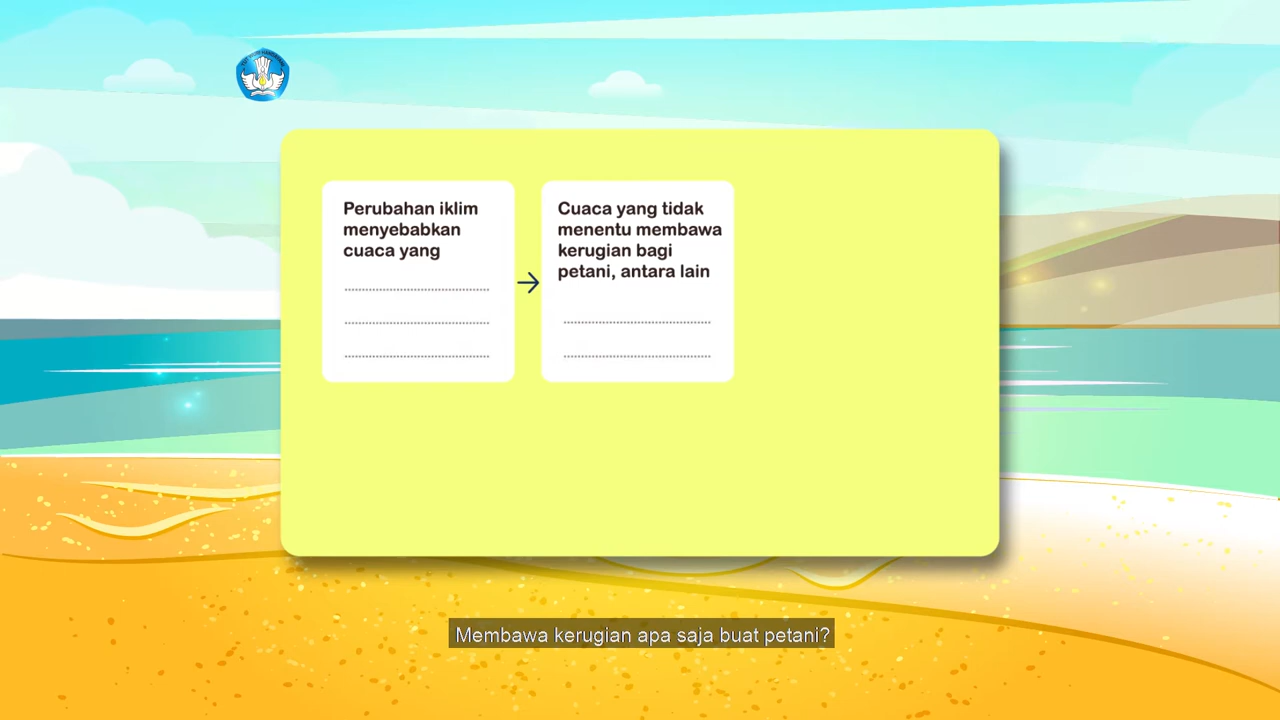 Perubahan iklim
menyebabkan
cuaca yang
Cuaca yang tidak
menentu membawa
kerugian bagi
petani, antara lain
Membawa kerugian apa saja buat petani?